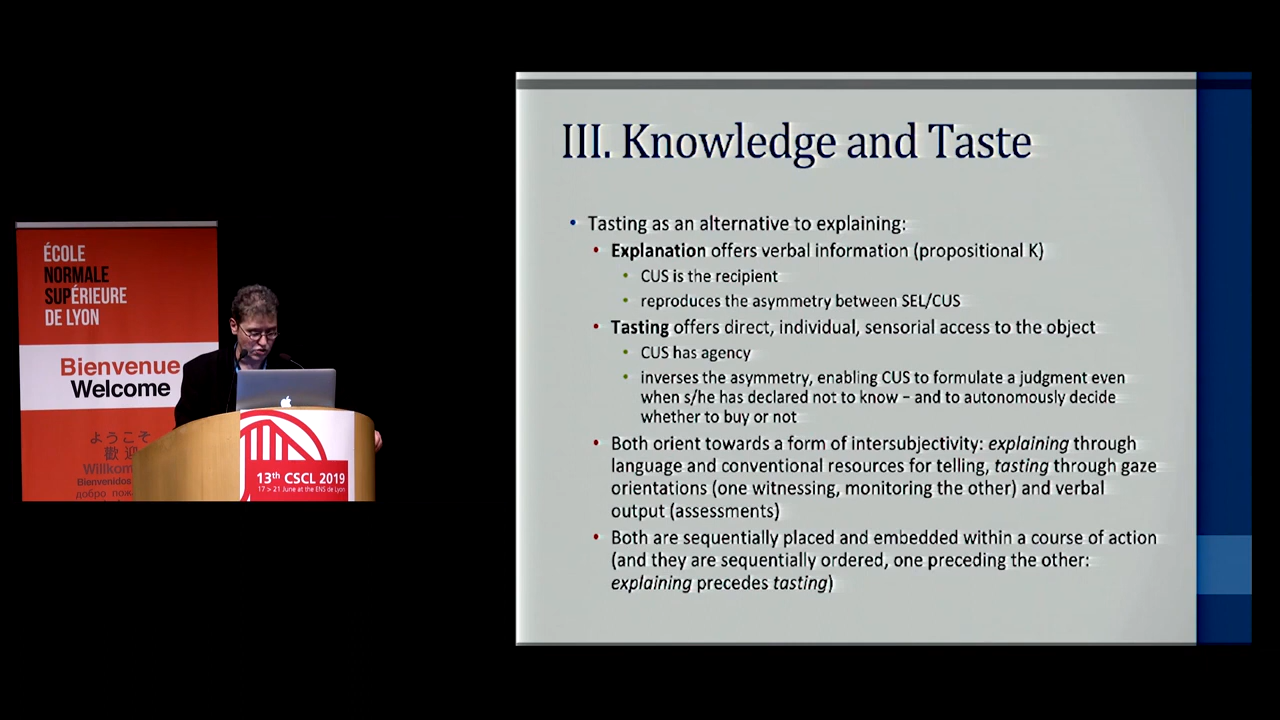 ÉCOLE
NORMALE
SUPÉRIEURE
DE LYON
Bienvenue
Welcome
ようこそ
歡迎
Bienvenidos
13th CSCL 2019
17 > 21 June at the ENS de Lyon
III. Knowledge and Taste
• Tasting as an alternative to explaining:
• Explanation offers verbal information (propositional K)
• CUS is the recipient
• reproduces the asymmetry between SEL/CUS
• Tasting offers direct, individual, sensorial access to the object
• CUS has agency
• inverses the asymmetry, enabling CUS to formulate a judgment even
when s/he has declared not to know – and to autonomously decide
whether to buy or not
• Both orient towards a form of intersubjectivity: explaining through
language and conventional resources for telling, tasting through gaze
orientations (one witnessing, monitoring the other) and verbal
output (assessments)
• Both are sequentially placed and embedded within a course of action
(and they are sequentially ordered, one preceding the other:
explaining precedes tasting)